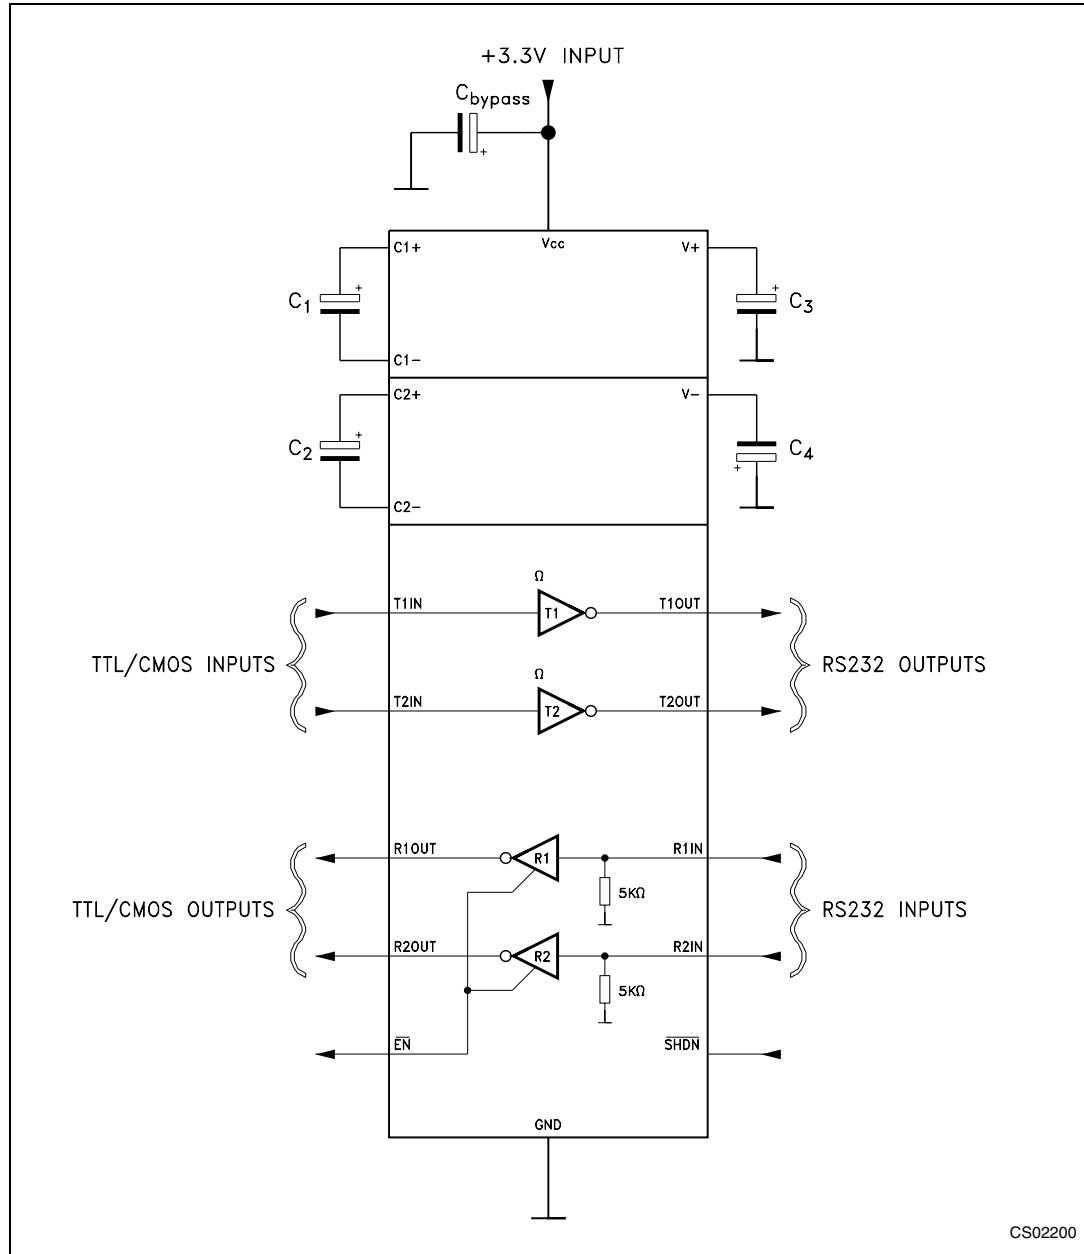 +3.3V INPUT
Cbypass
+
C1+
Vcc
V+
C1
+
+
C3
C1-
C2+
V-
C2
+
+
C4
C2-
Ω
T1IN
T1
T1OUT
TTL/CMOS INPUTS
RS232 OUTPUTS
Ω
T2IN
T2
T2OUT
R1OUT
R1
R1IN
5KΩ
TTL/CMOS OUTPUTS
RS232 INPUTS
R2OUT
R2
R2IN
5KΩ
EN
SHDN
GND
CS02200